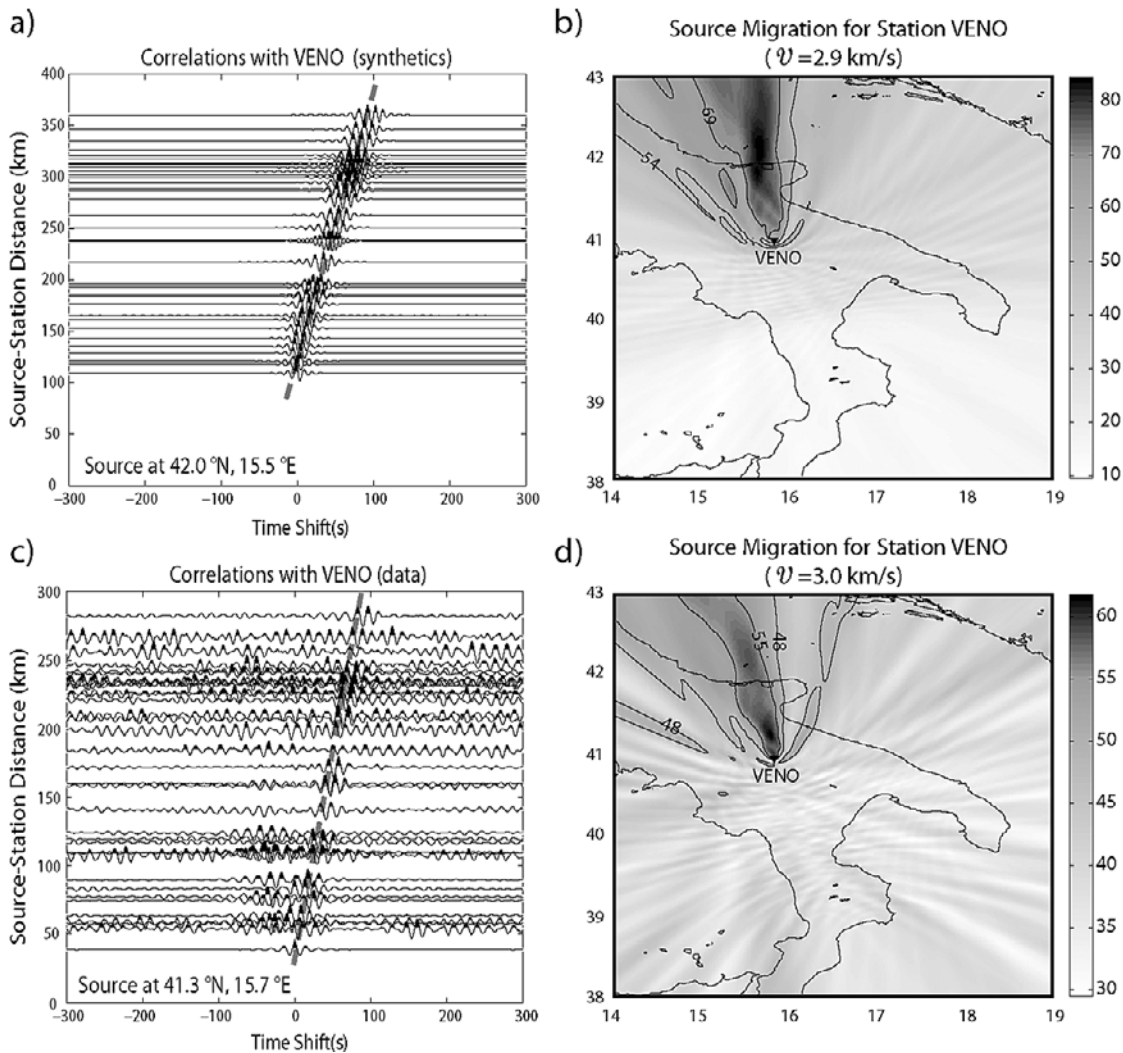 a)
Correlations with VENO (synthetics)
400
350
300
250
200
150
100
50
0
Source-Station Distance (km)
Source at 42.0 °N, 15.5 °E
−300 −200 −100 0 100 200 300
Time Shift(s)
b)
Source Migration for Station VENO
( v =2.9 km/s)
43
42
41
40
39
38
69
54
VENO
14 15 16 17 18 19
80
70
60
50
40
30
20
10
c)
Correlations with VENO (data)
300
250
200
150
100
50
0
Source-Station Distance (km)
Source at 41.3 °N, 15.7 °E
−300 −200 −100 0 100 200 300
Time Shift(s)
d)
Source Migration for Station VENO
( v =3.0 km/s)
43
42
41
40
39
38
55
48
48
VENO
14 15 16 17 18 19
60
55
50
45
40
35
30